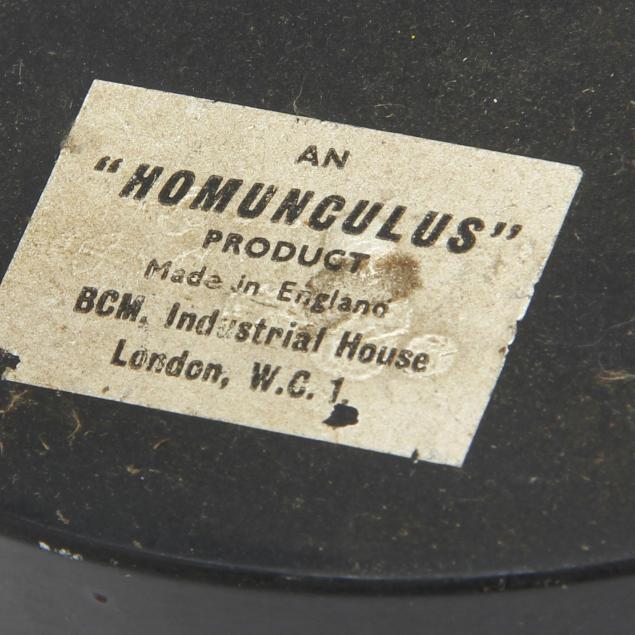 AN
"HOMUNCULUS"
PRODUCT
Made in England
BCM. Industrial House
London, W.C. 1.